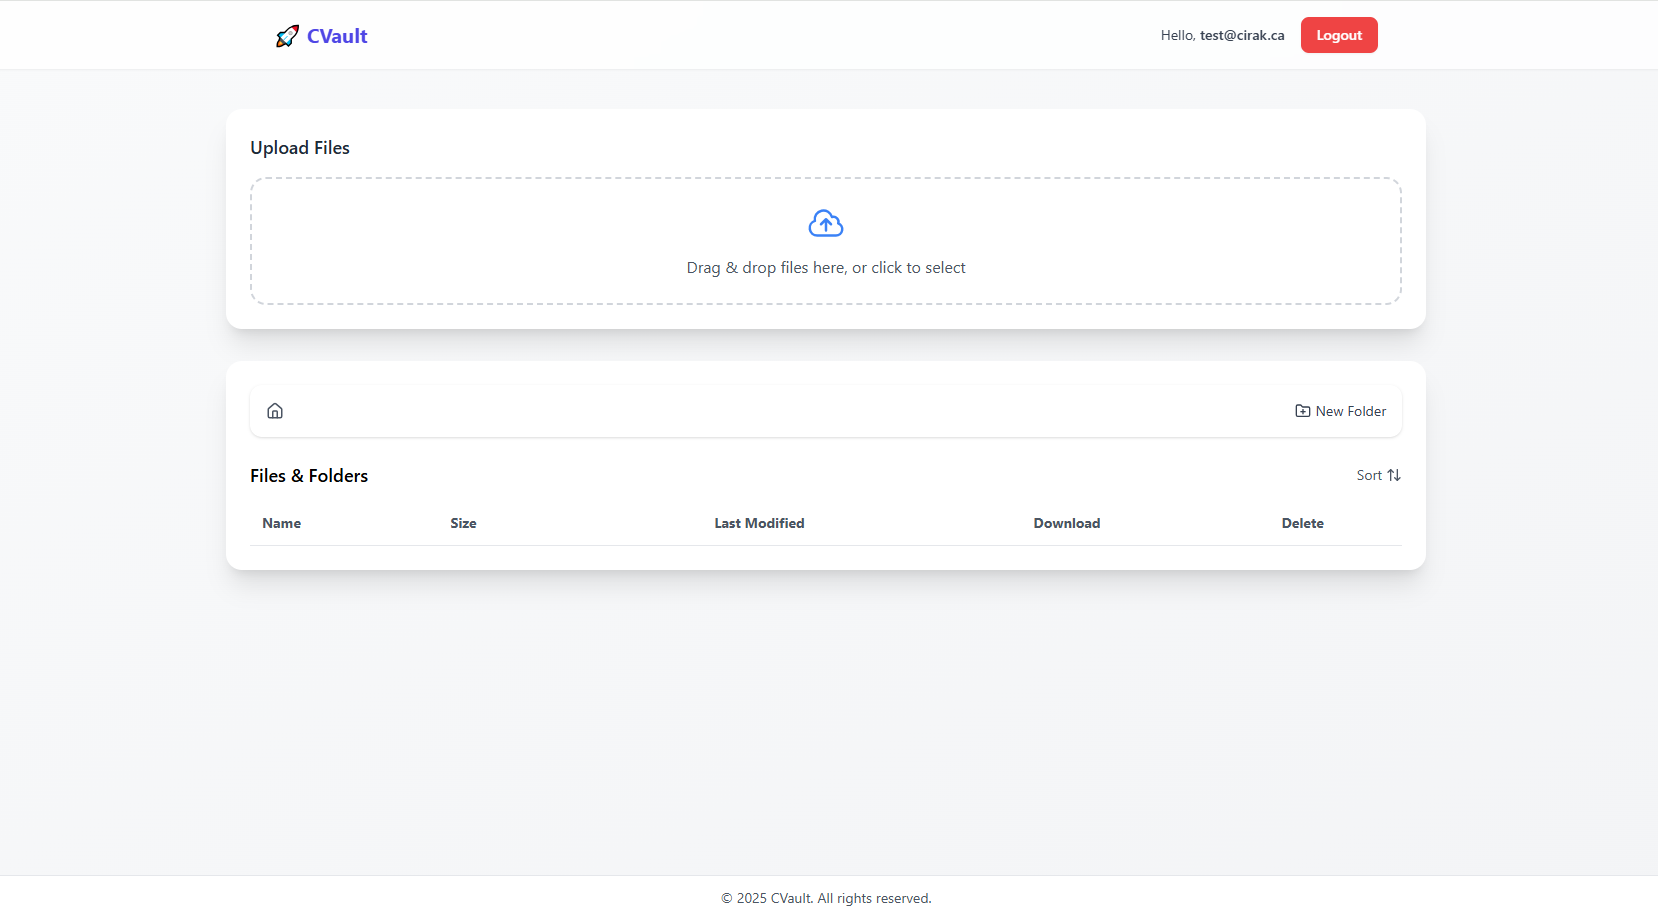 CVault
Hello, test@cirak.ca
Logout
Upload Files
Drag & drop files here, or click to select
New Folder
Files & Folders
Sort
Name Size Last Modified Download Delete
© 2025 CVault. All rights reserved.